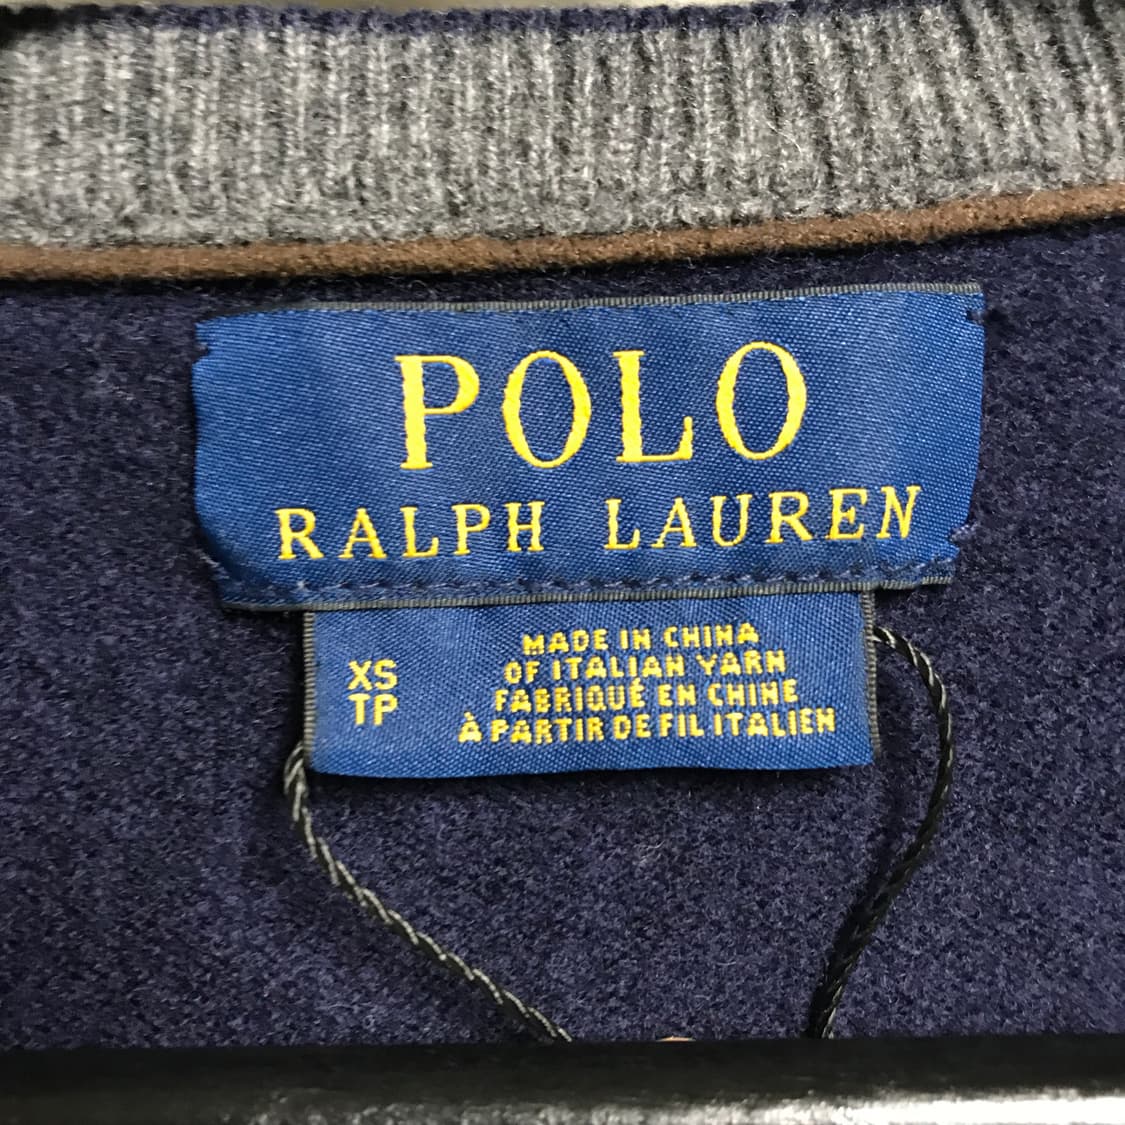 POLO
RALPH LAUREN
XS
TP
MADE IN CHINA
OF ITALIAN YARN
FABRIQUÉ EN CHINE
À PARTIR DE FIL ITALIEN